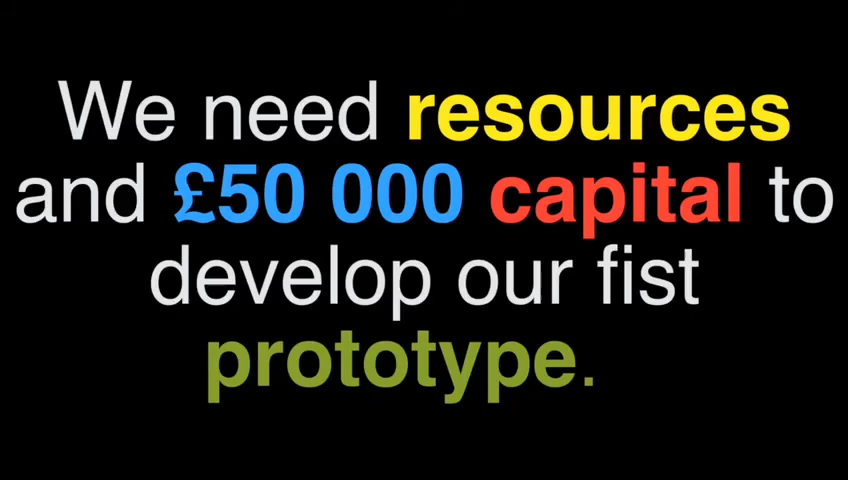 We need resources
and £50 000 capital to
develop our fist
prototype.